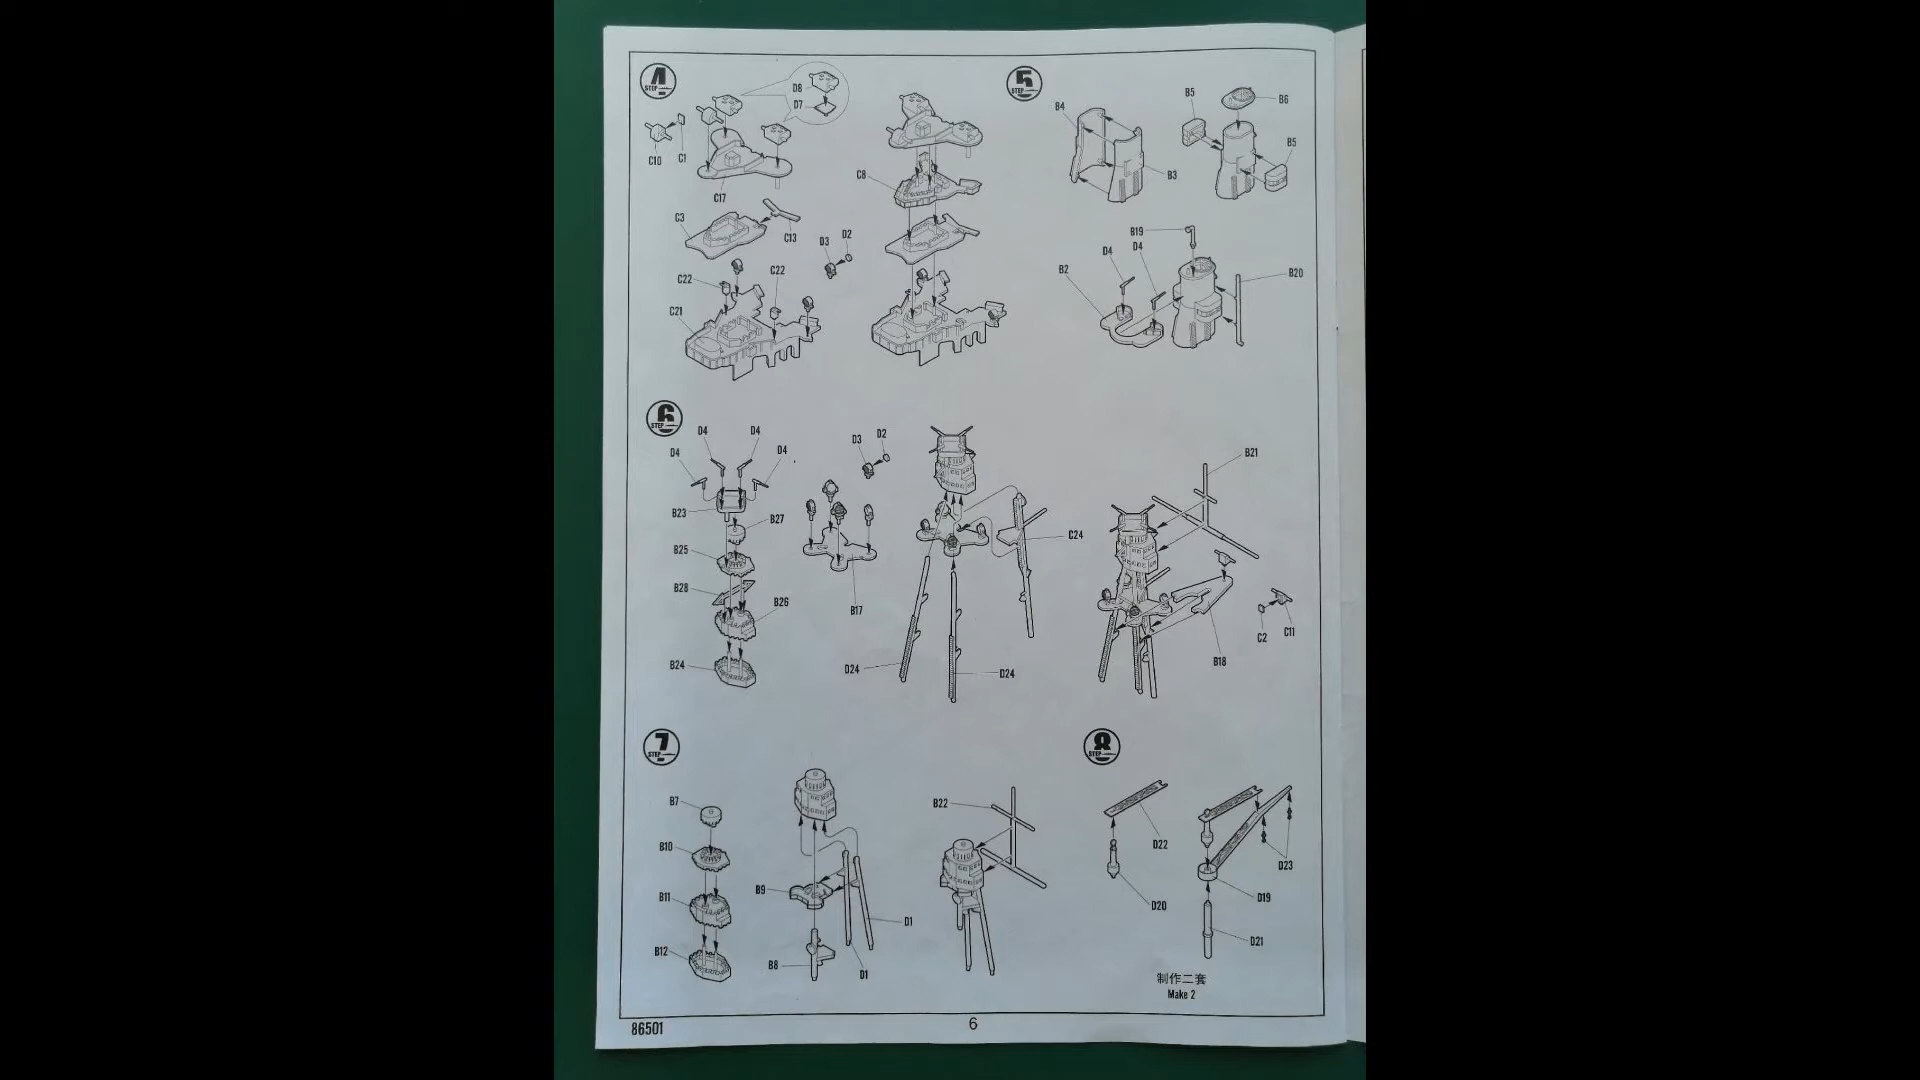 4
STEP
D8
D7
C10
C1
C17
C3
C13
D3
D2
C22
C22
C21
C8
5
STEP
B4
B3
B5
B6
B5
B19
D4
D4
B2
B20
6
STEP
D4
D4
D4
D4
B23
B27
B25
B28
B26
B24
D3
D2
B17
C24
D24
D24
B21
C2
C11
B18
7
STEP
B7
B10
B11
B12
B9
B8
D1
D1
B22
8
STEP
D22
D20
D23
D19
D21
制作二套
Make 2
86501
6